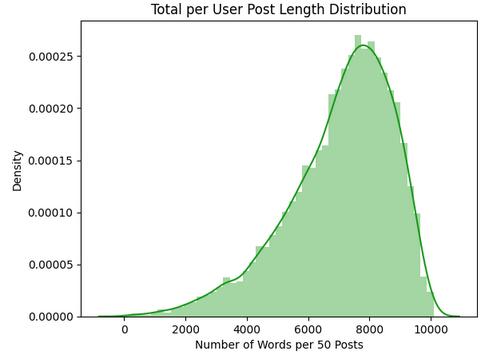 Total per User Post Length Distribution
0.00025
0.00020
0.00015
0.00010
0.00005
0.00000
Density
0 2000 4000 6000 8000 10000
Number of Words per 50 Posts